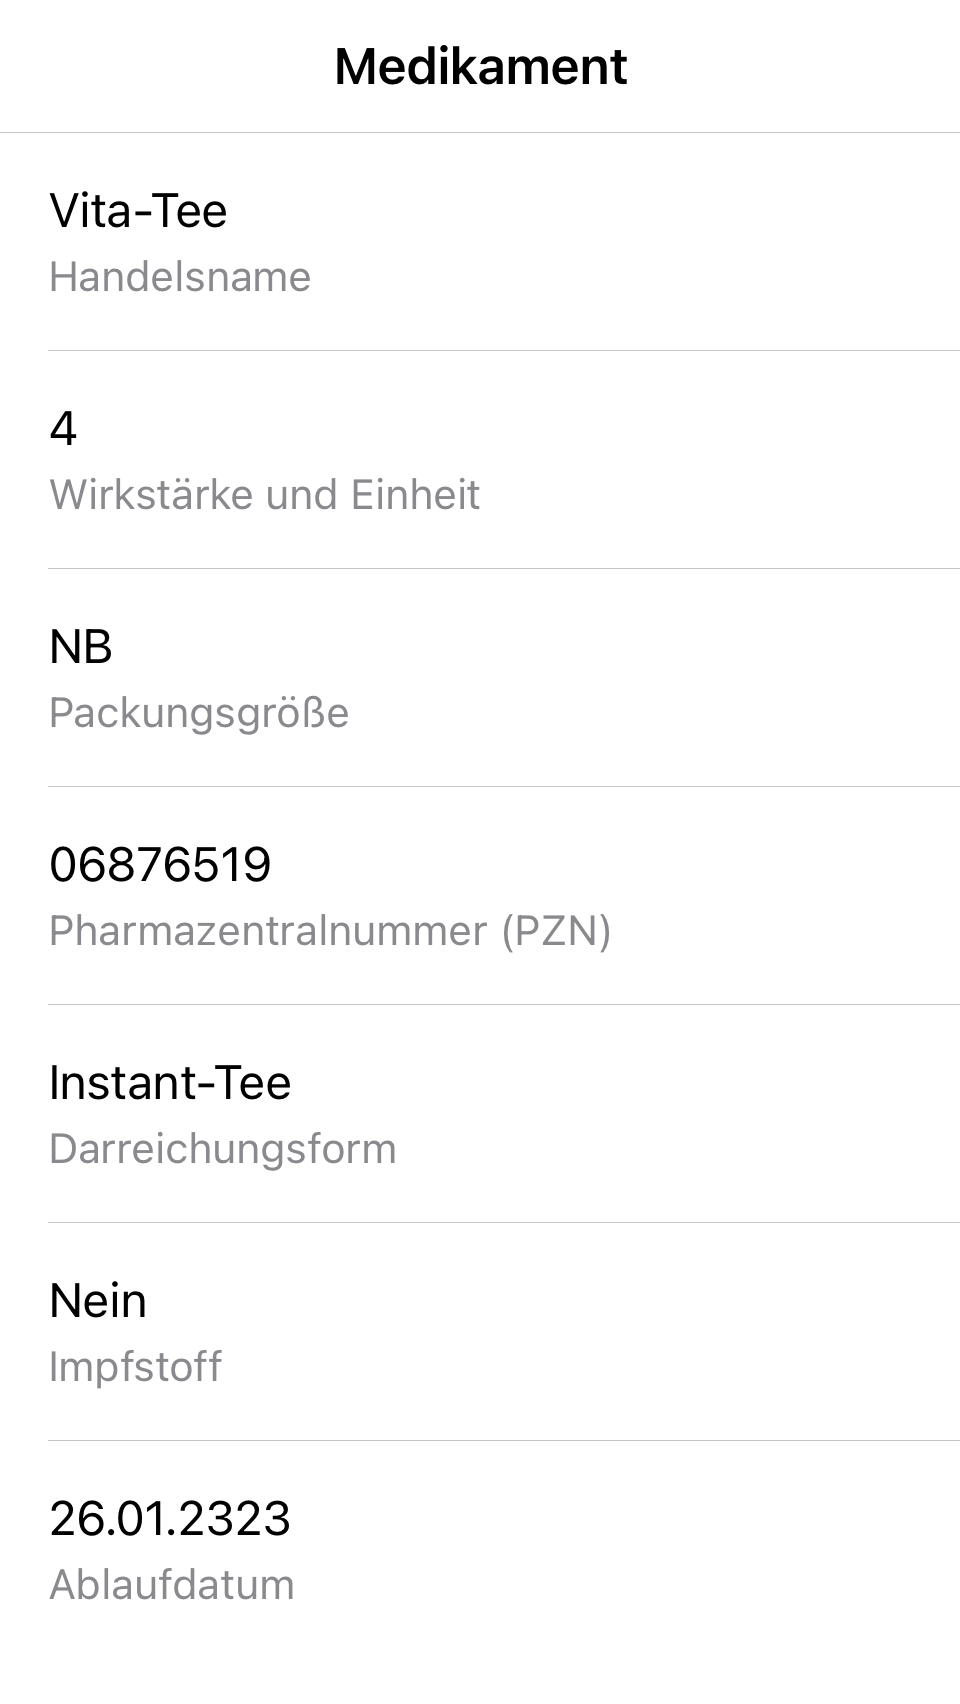 Medikament
Vita-Tee
Handelsname
4
Wirkstärke und Einheit
NB
Packungsgröße
06876519
Pharmazentralnummer (PZN)
Instant-Tee
Darreichungsform
Nein
Impfstoff
26.01.2323
Ablaufdatum